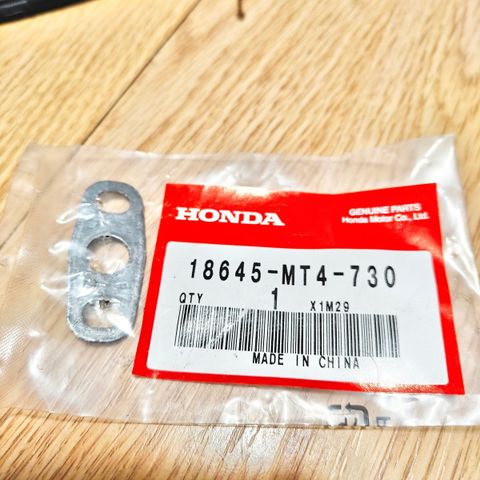 HONDA
GENUINE PARTS
Honda Motor Co., Ltd.
18645-MT4-730
QTY 1 X1M29
MADE IN CHINA